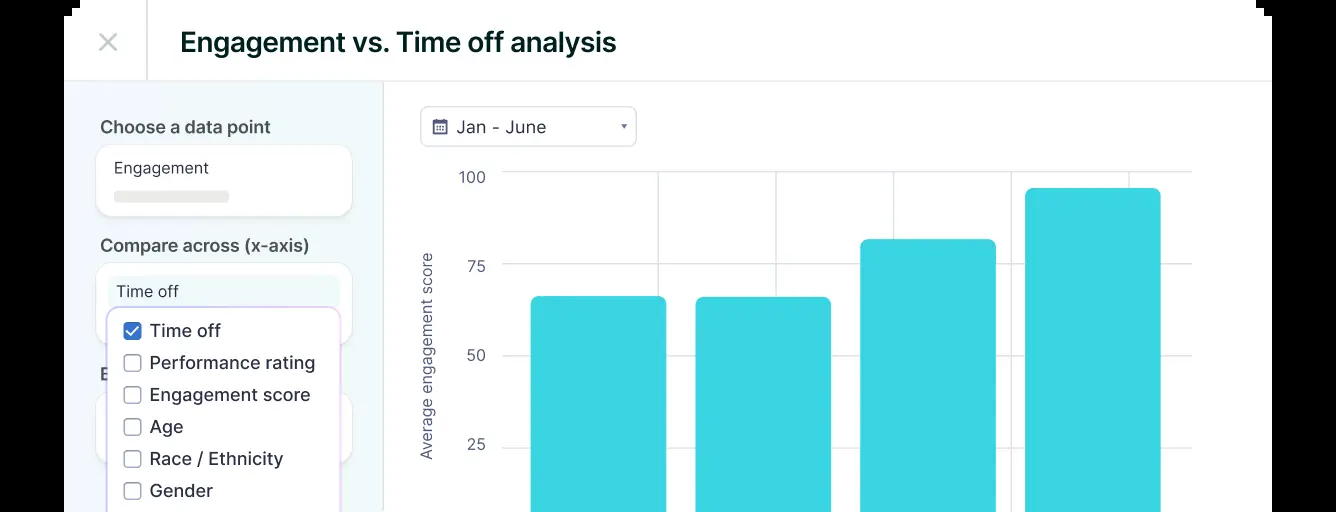 Engagement vs. Time off analysis
Choose a data point
Engagement
Compare across (x-axis)
Time off
Time off
Performance rating
Engagement score
Age
Race / Ethnicity
Gender
Jan - June
100
75
50
25
Average engagement score